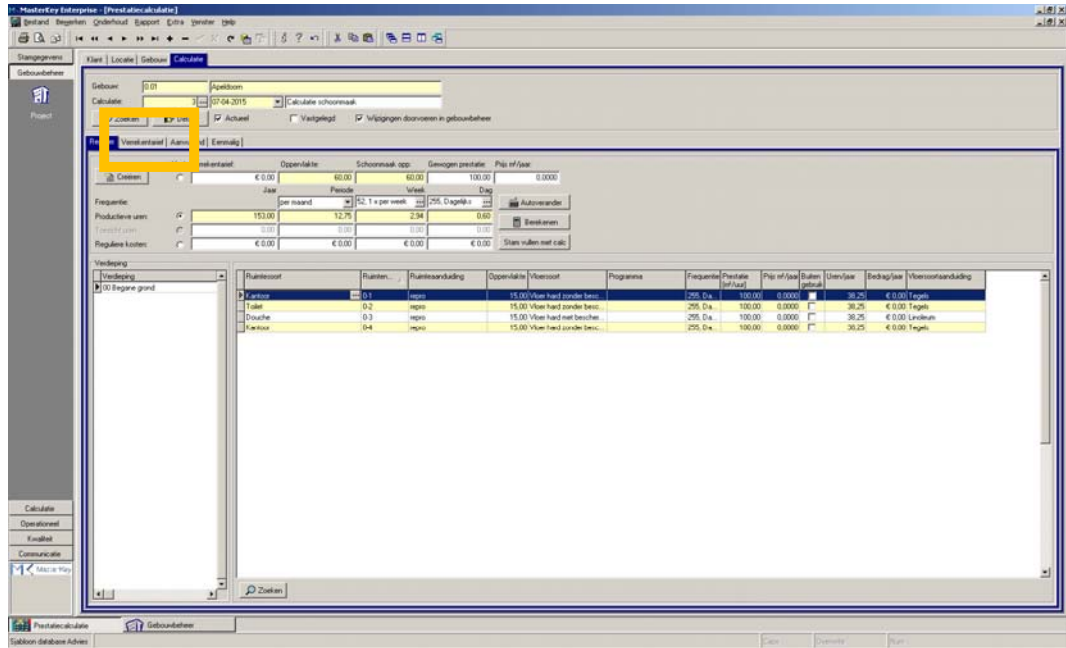 MasterKey Enterprise - [Prestatiecalculatie]
Bestand Bewerken Onderhoud Rapport Extra Venster Help
Stamgegevens
Gebouwbeheer
Project
Klant Locatie Gebouw Calculatie
Gebouw: 0.01 Apeldoorn
Calculatie: 3 07-04-2015 Calculatie schoonmaak
Zoeken Actueel Vastgelegd Wijzigingen doorvoeren in gebouwbeheer
Verrekentarief Eenmalig
Oppervlakte: Schoonmaak opp: Gewogen prestatie: Prijs m²/jaar:
Creëren € 0,00 60,00 60,00 100,00 0.0000
Jaar Periode Week Dag
Frequentie: per maand 52, 1 x per week 255, Dagelijks Autoverander
Productieve uren: 153,00 12,75 2,94 0,60 Berekenen
Toezicht uren: 0,00 0,00 0,00 0,00
Reguliere kosten: € 0,00 € 0,00 € 0,00 € 0,00 Stam vullen met calc
Verdieping
Verdieping
00 Begane grond
Ruimtesoort Ruimten... Ruimteaanduiding Oppervlakte Vloersoort Programma Frequentie Prestatie [m²/uur] Prijs m²/jaar Buiten gebruik Uren/jaar Bedrag/jaar Vloersoortaanduiding
Kantoor 0-1 repro 15,00 Vloer hard zonder besc... 255, Da... 100,00 0,0000 38,25 € 0,00 Tegels
Toilet 0-2 repro 15,00 Vloer hard zonder besc... 255, Da... 100,00 0,0000 38,25 € 0,00 Tegels
Douche 0-3 repro 15,00 Vloer hard met bescher... 255, Da... 100,00 0,0000 38,25 € 0,00 Linoleum
Kantoor 0-4 repro 15,00 Vloer hard zonder besc... 255, Da... 100,00 0,0000 38,25 € 0,00 Tegels
Calculatie
Operationeel
Kwaliteit
Communicatie
MasterKey
Zoeken
Prestatiecalculatie Gebouwbeheer
Sjabloon database Advies Caps Overwrite Num